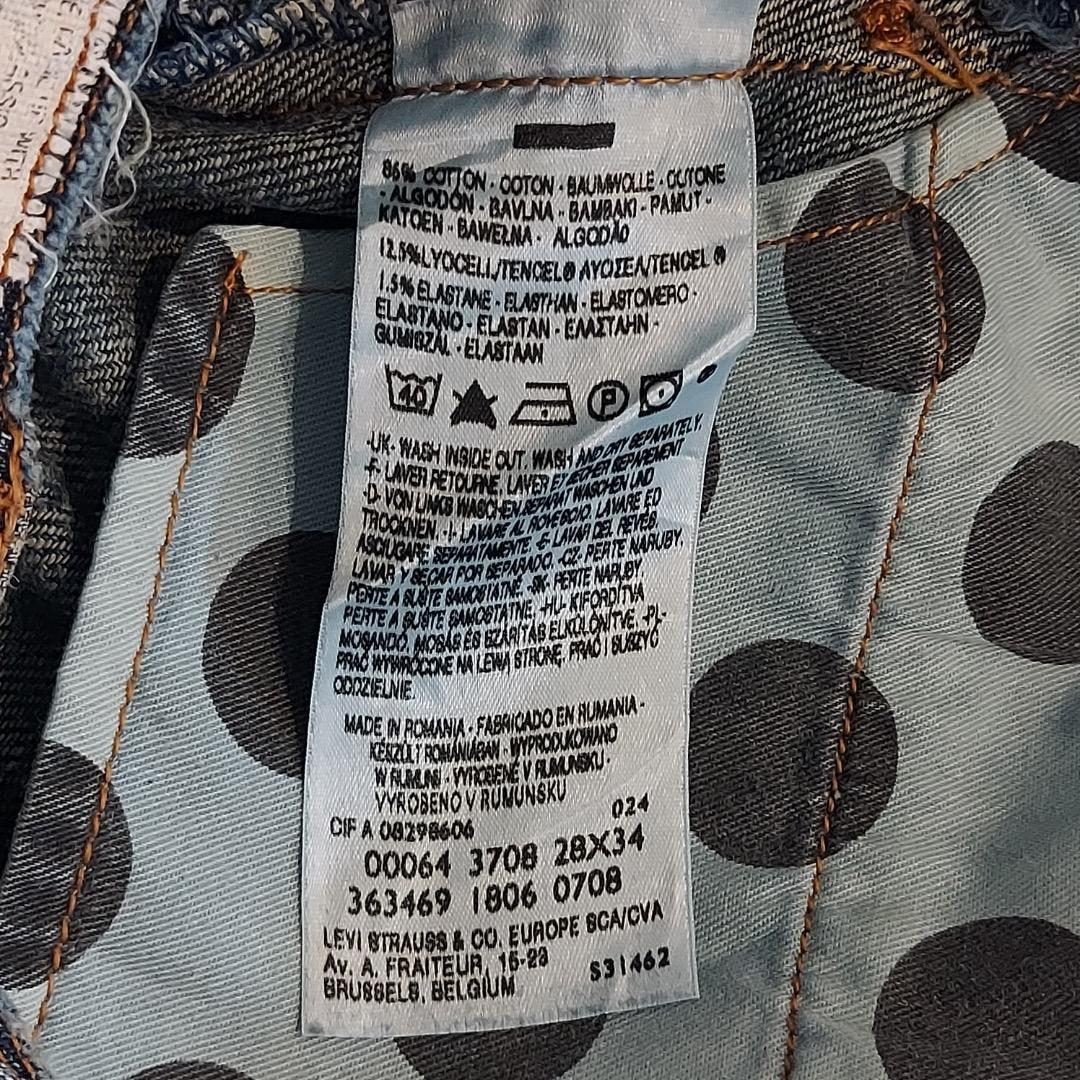 86% COTTON - COTON - BAUMWOLLE - COTONE
- ALGODON - BAVLNA - BAMBAKI - PAMUT -
KATOEN - BAWEŁNA - ALGODÃO
12.5%LYOCELL/TENCEL® ΛYOΣEΛ/TENCEL®
1.5% ELASTANE - ELASTHAN - ELASTOMERO -
ELASTANO - ELASTAN - ΕΛΑΣΤΑΗΝ -
GUMISZÁL - ELASTAAN
40 P
-UK- WASH INSIDE OUT. WASH AND DRY SEPARATELY.
-F- LAVER RETOURNE. LAVER ET SECHER SEPAREMENT
-D- VON LINKS WASCHEN SEPARAT WASCHEN UND
TROCKNEN. -I- LAVARE AL ROVESCIO. LAVARE ED
ASCIUGARE SEPARATAMENTE. -E- LAVAR DEL REVES.
LAVAR Y SECAR POR SEPARADO. -CZ- PERTE NARUBY.
PERTE A SUŠTE SAMOSTATNĚ. -SK- PERTE NARUBY
PERTE A SUŠTE SAMOSTATNE. -HU- KIFORDÍTVA
MOSANDÓ, MOSÁS ÉS SZÁRÍTÁS ELKÜLÖNÍTVE. -PL-
PRAĆ WYWRÓCONE NA LEWĄ STRONĘ. PRAĆ I SUSZYĆ
ODDZIELNIE.
MADE IN ROMANIA - FABRICADO EN RUMANIA -
KÉSZÜLT ROMÁNIÁBAN - WYPRODUKOWANO
W RUMUNII - VYROBENÉ V RUMUNSKU -
VYROBENO V RUMUNSKU
024
CIF A 08298606
00064 3708 28X34
363469 1806 0708
LEVI STRAUSS & CO. EUROPE SCA/CVA
AV. A. FRAITEUR, 15-23
S31462
BRUSSELS, BELGIUM